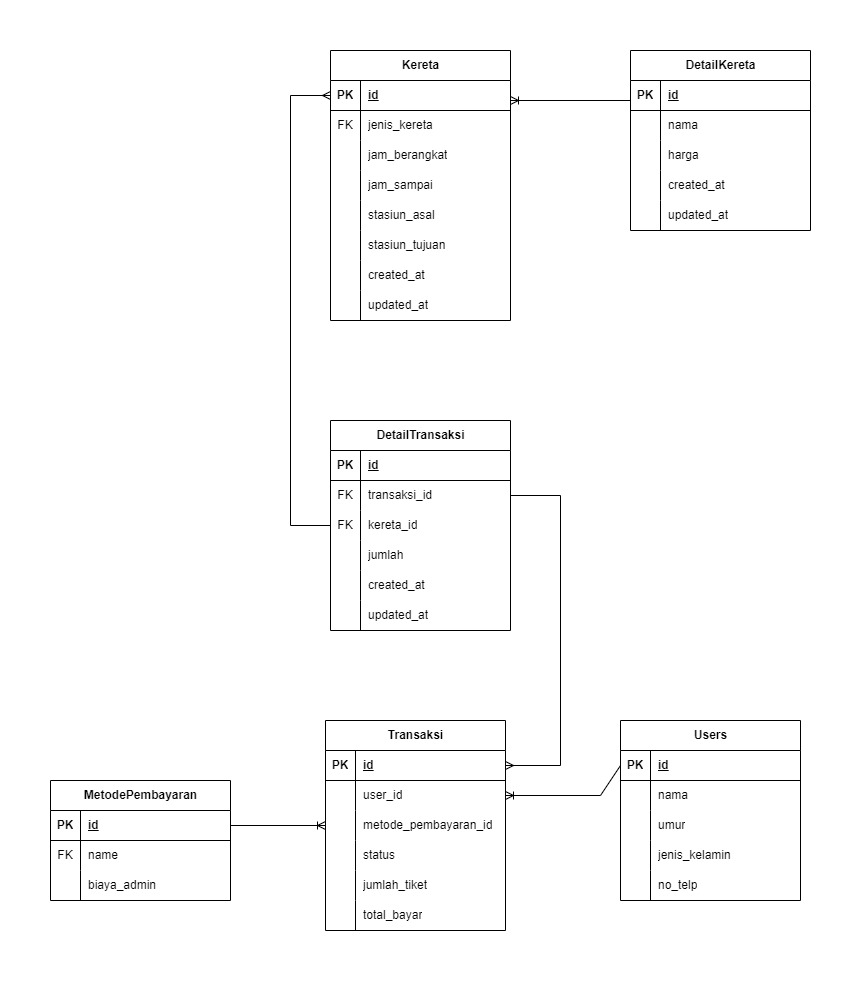 Kereta
PK id
FK jenis_kereta
jam_berangkat
jam_sampai
stasiun_asal
stasiun_tujuan
created_at
updated_at
DetailKereta
PK id
nama
harga
created_at
updated_at
DetailTransaksi
PK id
FK transaksi_id
FK kereta_id
jumlah
created_at
updated_at
Transaksi
PK id
user_id
metode_pembayaran_id
status
jumlah_tiket
total_bayar
Users
PK id
nama
umur
jenis_kelamin
no_telp
MetodePembayaran
PK id
FK name
biaya_admin